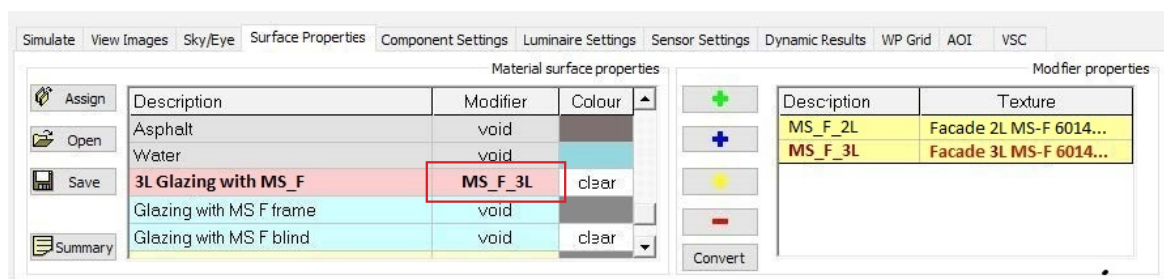 Simulate View Images Sky/Eye Surface Properties Component Settings Luminaire Settings Sensor Settings Dynamic Results WP Grid AOI VSC
Material surface properties
Modfier properties
Assign
Open
Save
Summary
Description Modifier Colour
Asphalt void
Water void
3L Glazing with MS_F MS_F_3L clear
Glazing with MS F frame void
Glazing with MS F blind void clear
Convert
Description Texture
MS_F_2L Facade 2L MS-F 6014...
MS_F_3L Facade 3L MS-F 6014...